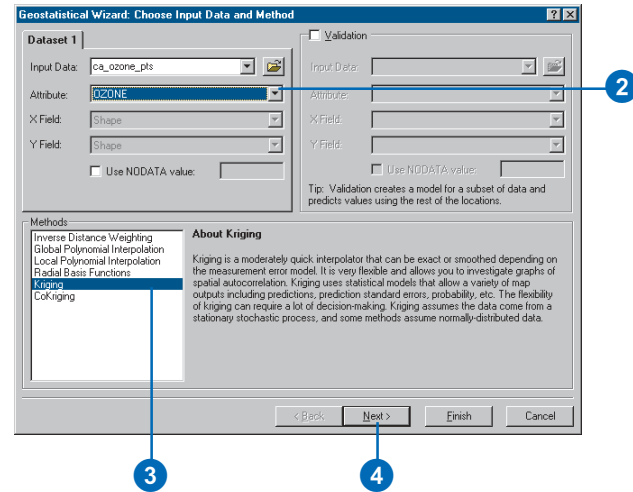 Geostatistical Wizard: Choose Input Data and Method
Dataset 1
Input Data: ca_ozone_pts
Attribute: OZONE
X Field: Shape
Y Field: Shape
Use NODATA value:
Validation
Input Data:
Attribute:
X Field:
Y Field:
Use NODATA value:
Tip: Validation creates a model for a subset of data and
predicts values using the rest of the locations.
2
Methods
Inverse Distance Weighting
Global Polynomial Interpolation
Local Polynomial Interpolation
Radial Basis Functions
Kriging
CoKriging
About Kriging
Kriging is a moderately quick interpolator that can be exact or smoothed depending on
the measurement error model. It is very flexible and allows you to investigate graphs of
spatial autocorrelation. Kriging uses statistical models that allow a variety of map
outputs including predictions, prediction standard errors, probability, etc. The flexibility
of kriging can require a lot of decision-making. Kriging assumes the data come from a
stationary stochastic process, and some methods assume normally-distributed data.
< Back Next > Finish Cancel
3 4